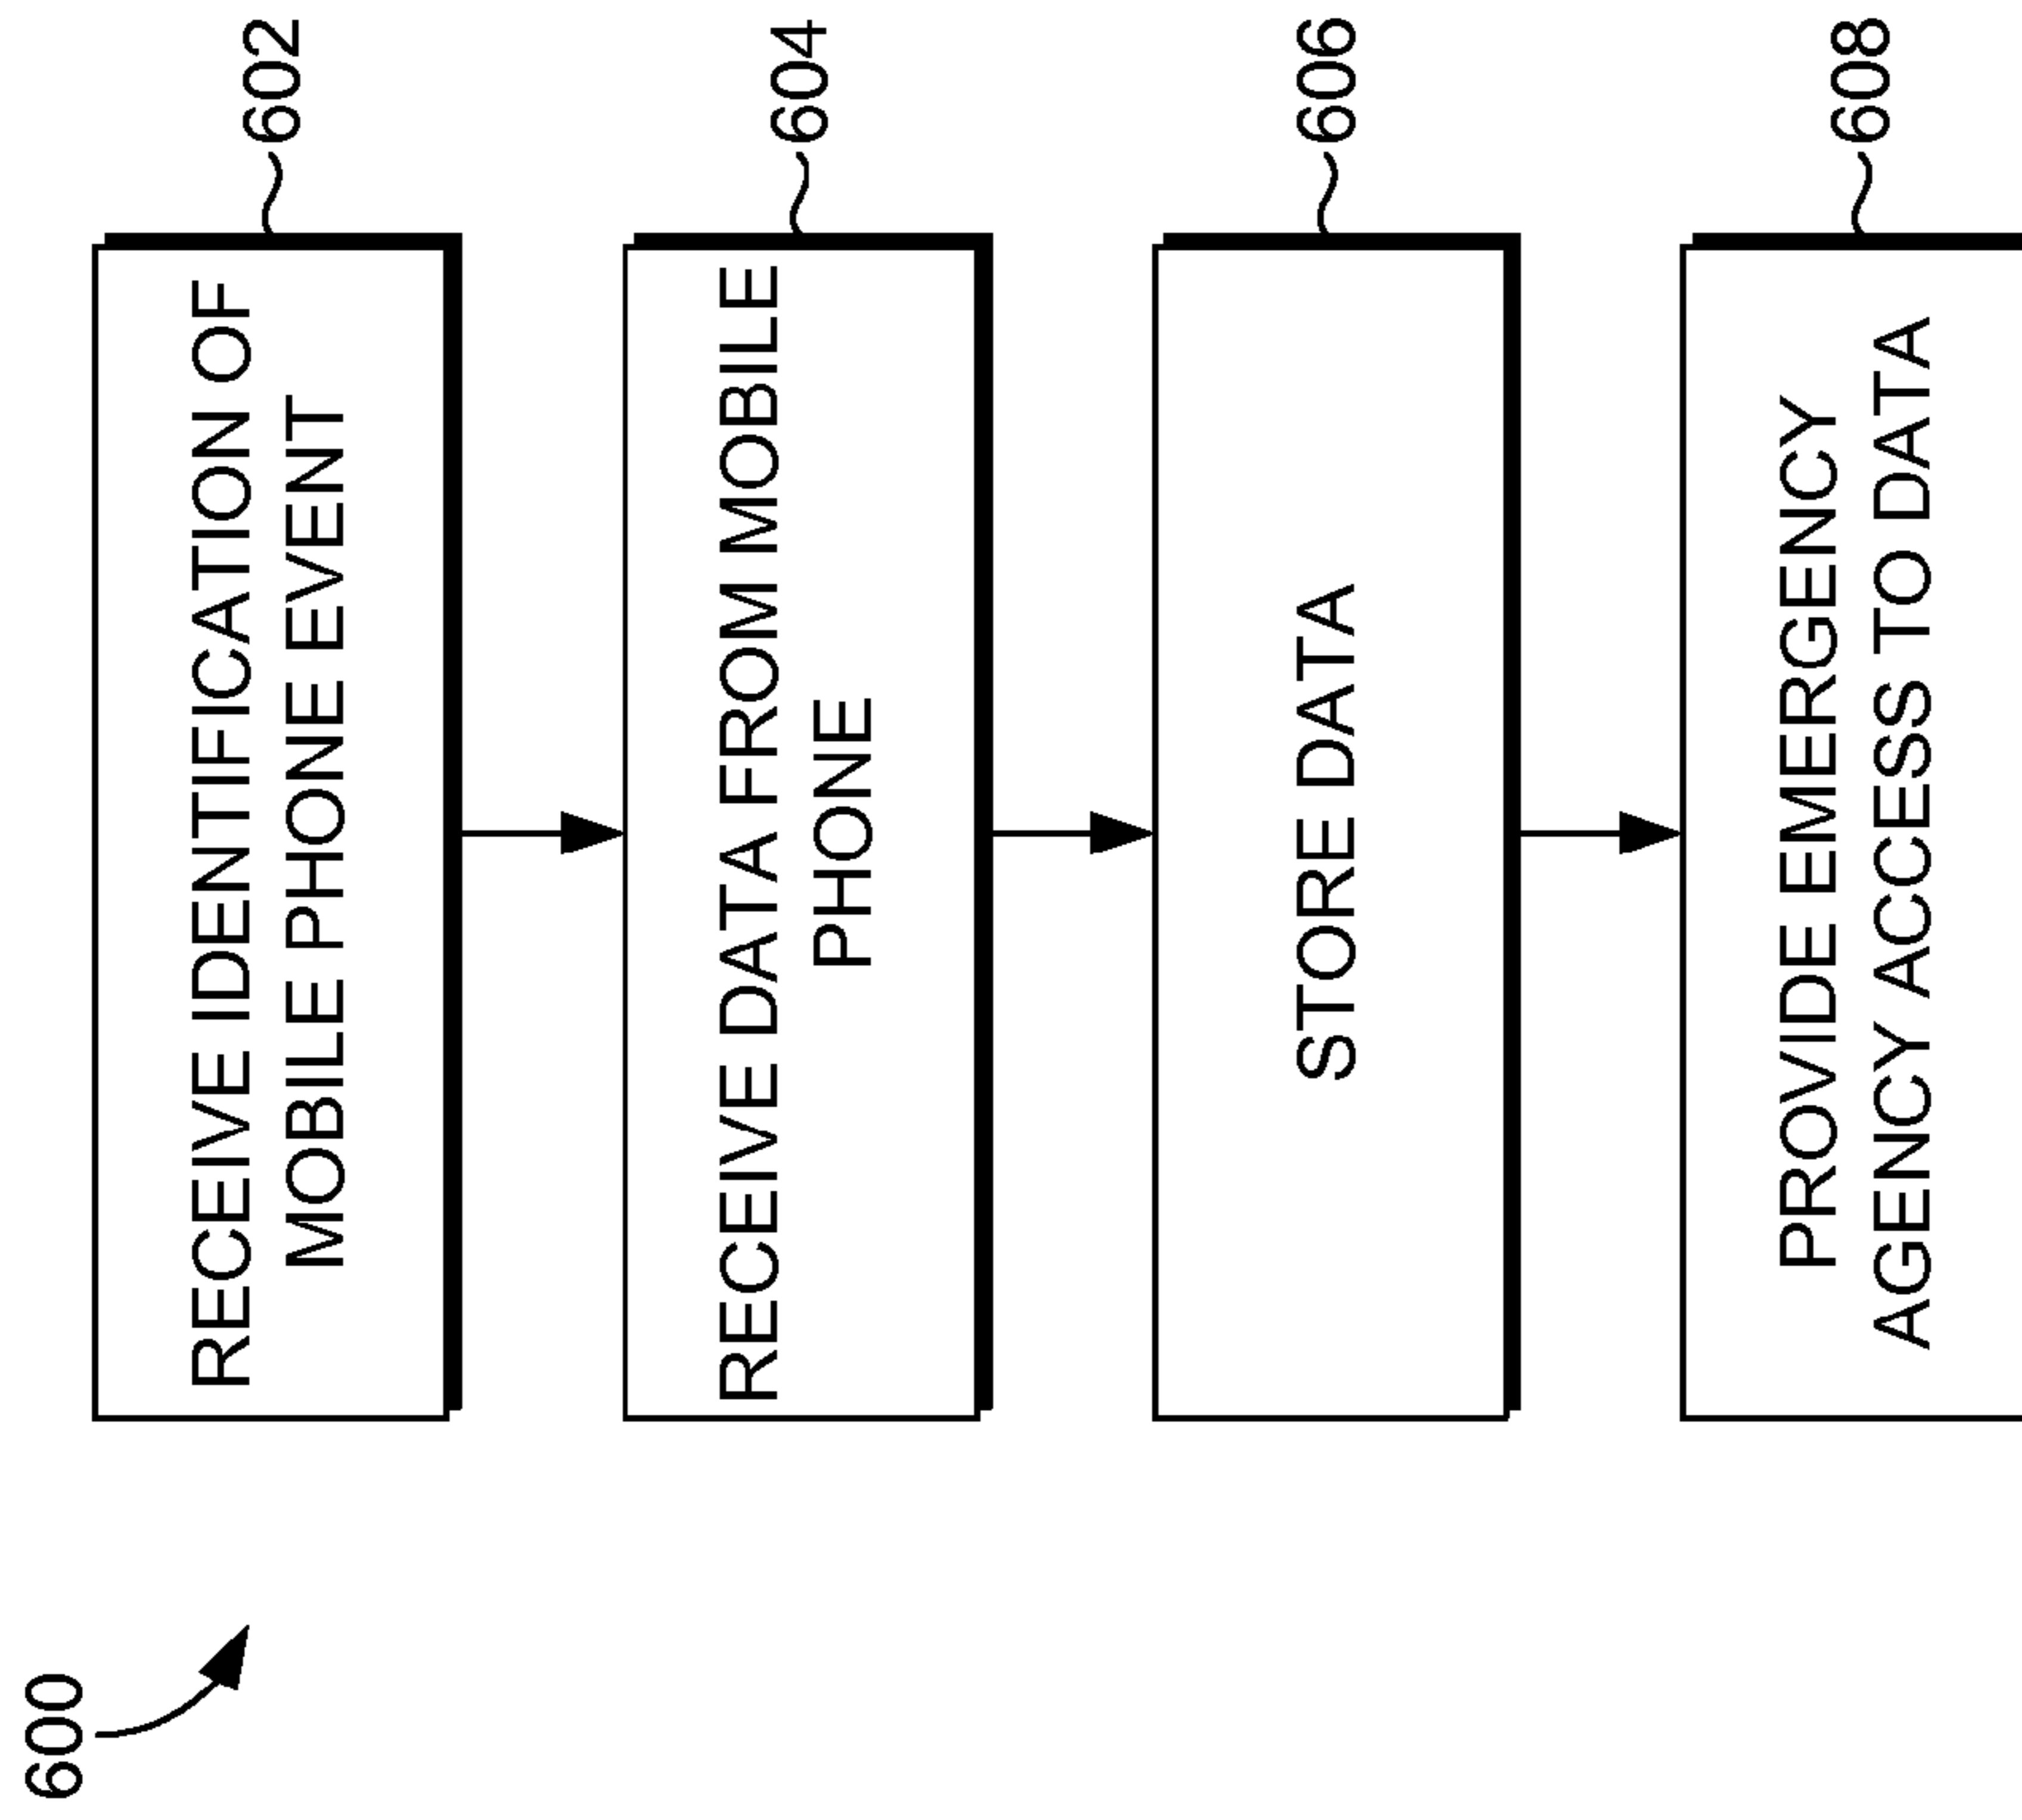 600
RECEIVE IDENTIFICATION OF
MOBILE PHONE EVENT
602
RECEIVE DATA FROM MOBILE
PHONE
604
STORE DATA
606
PROVIDE EMERGENCY
AGENCY ACCESS TO DATA
608